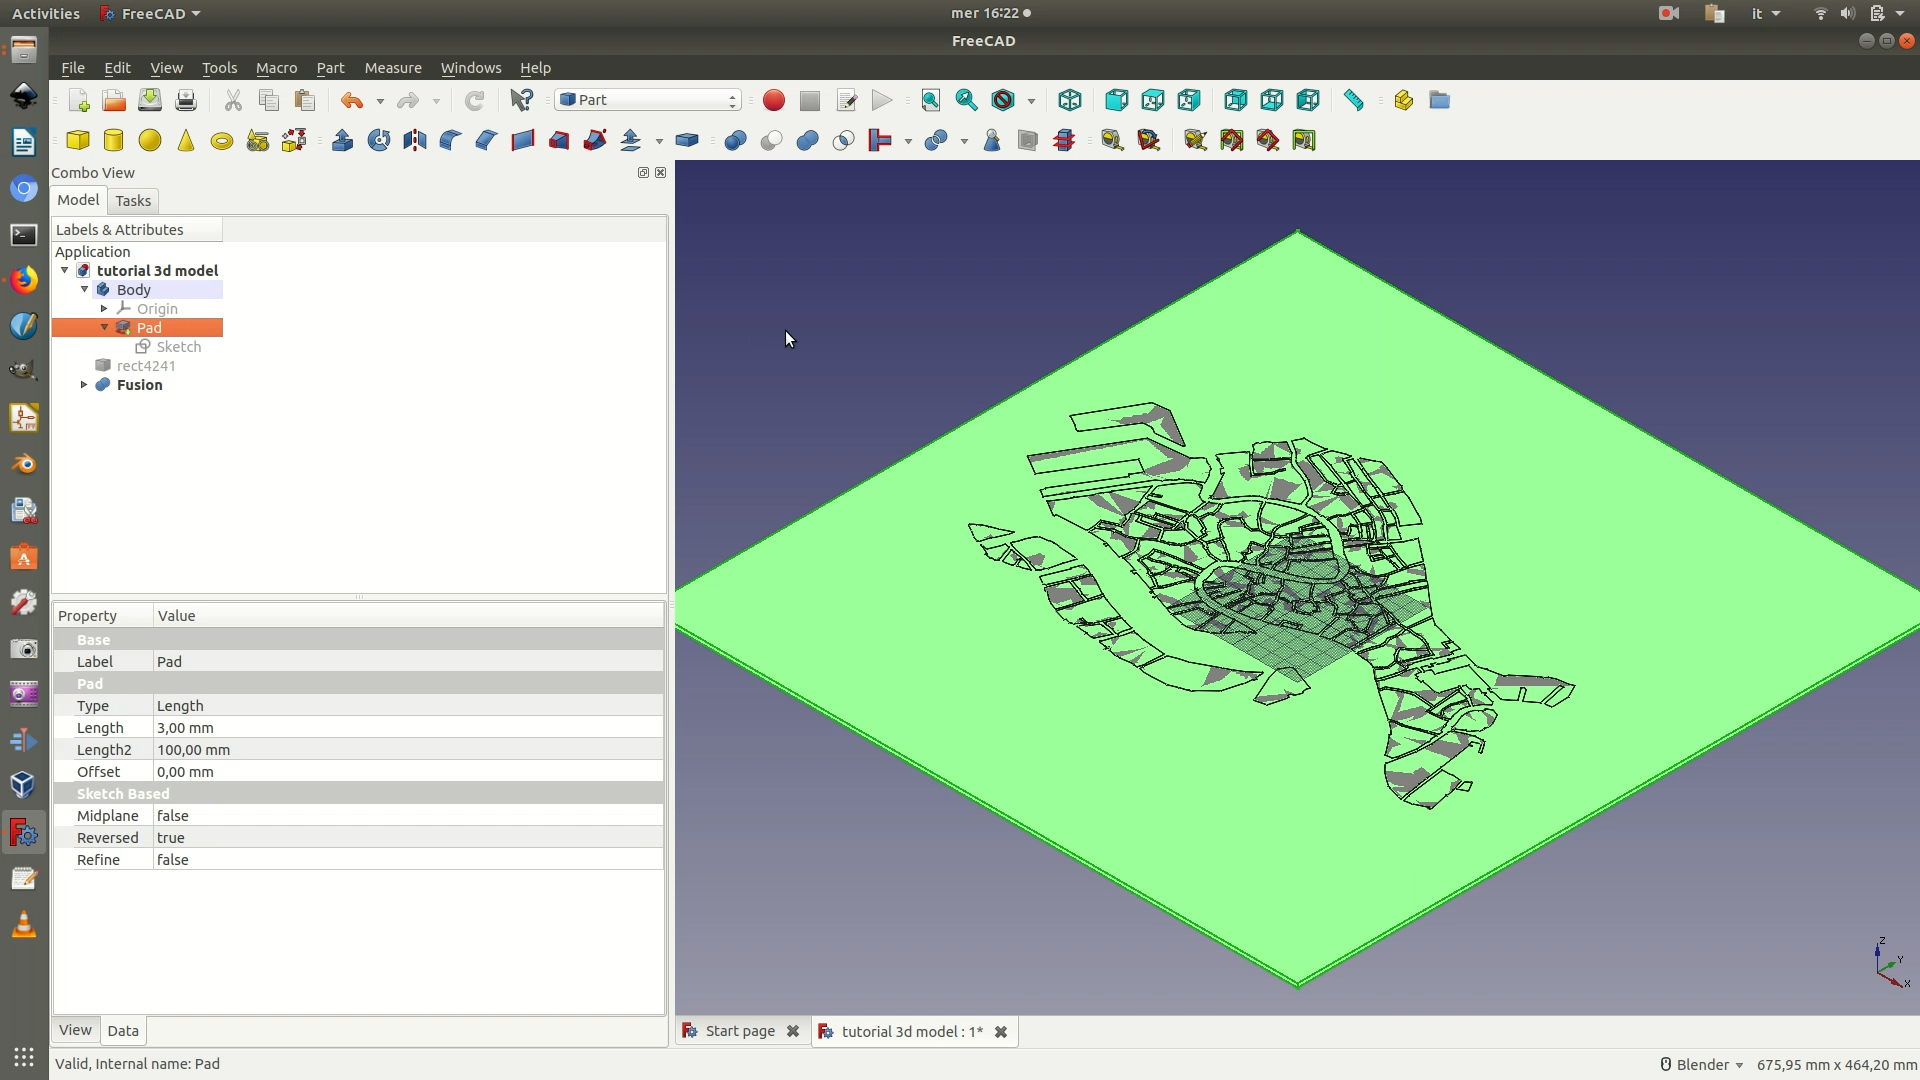 Activities FreeCAD mer 16:22 it
FreeCAD
File Edit View Tools Macro Part Measure Windows Help
Part
Combo View
Model Tasks
Labels & Attributes
Application
tutorial 3d model
Body
Origin
Pad
Sketch
rect4241
Fusion
Property Value
Base
Label Pad
Pad
Type Length
Length 3,00 mm
Length2 100,00 mm
Offset 0,00 mm
Sketch Based
Midplane false
Reversed true
Refine false
Z
Y
X
View Data
Start page tutorial 3d model : 1*
Valid, Internal name: Pad Blender 675,95 mm x 464,20 mm